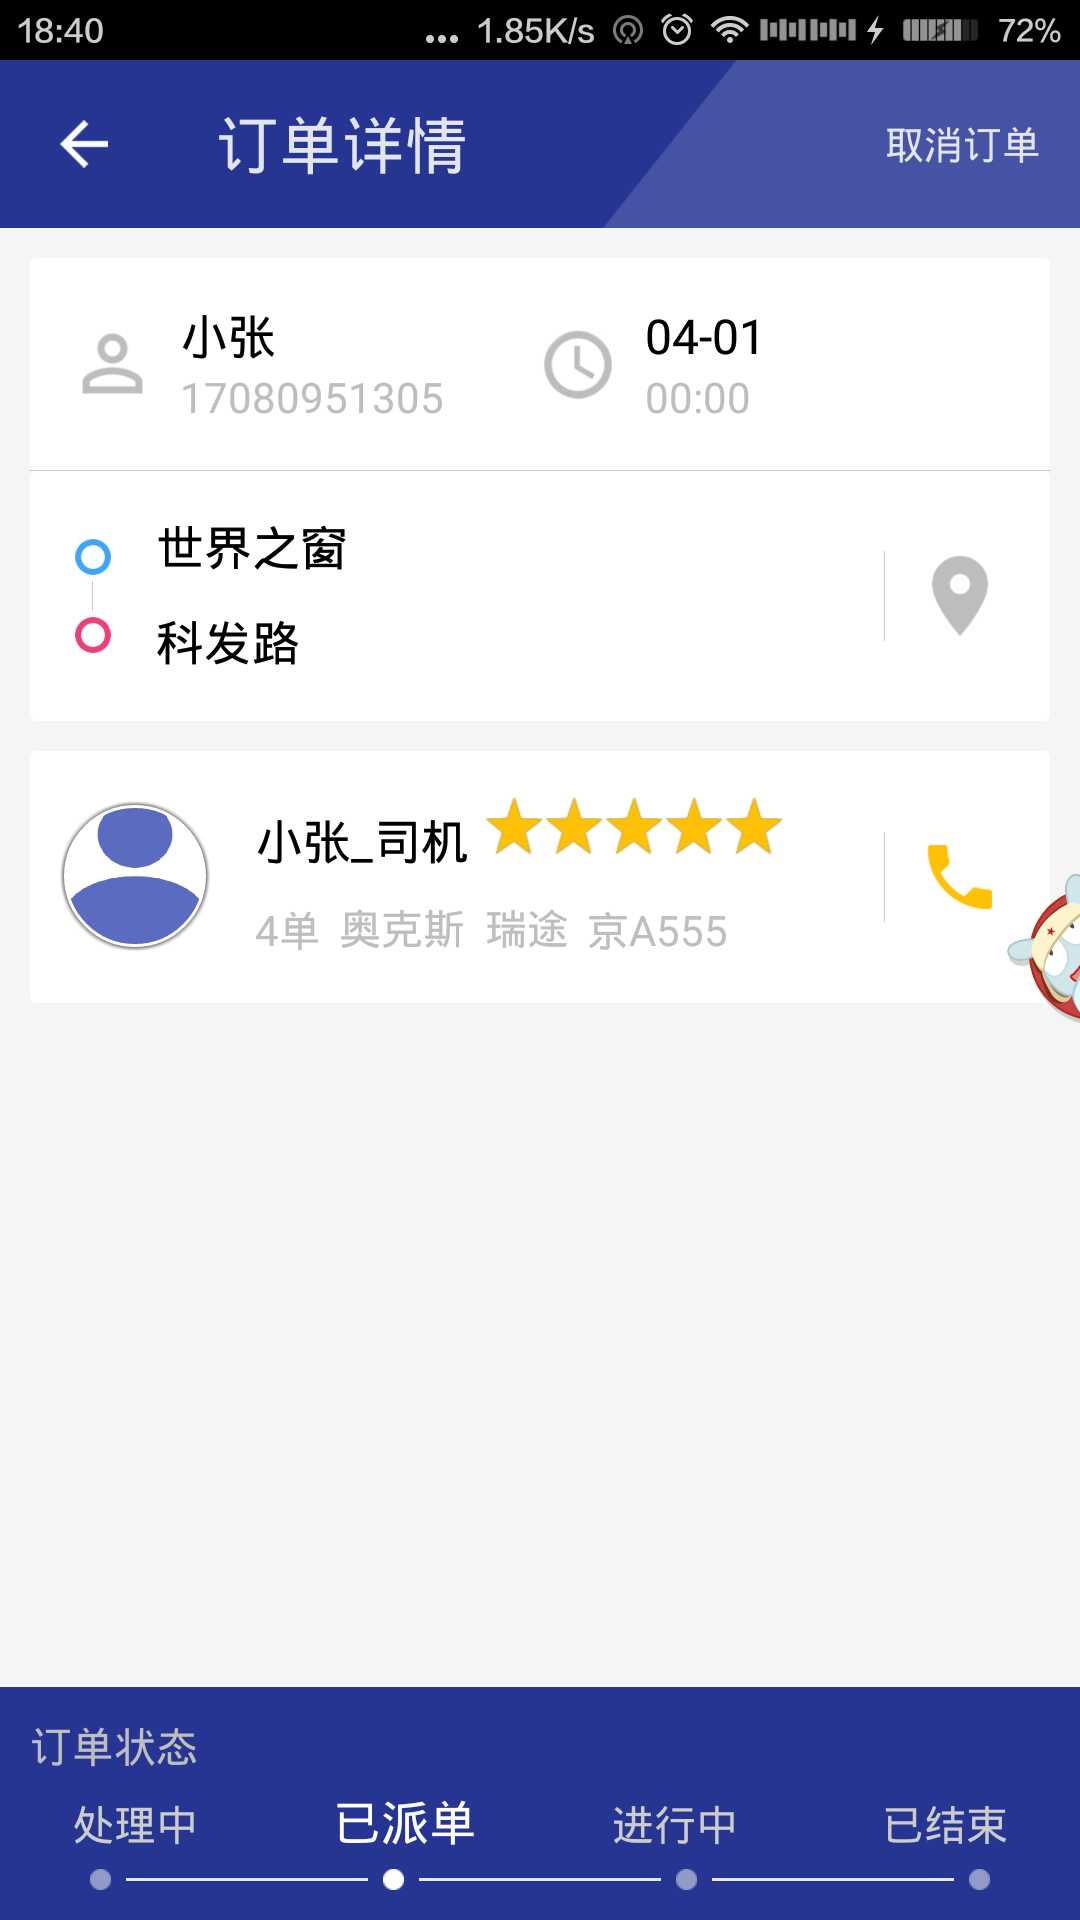 18:40 ... 1.85K/s 72%
订单详情 取消订单
小张 04-01
17080951305 00:00
世界之窗
科发路
小张_司机
4单 奥克斯 瑞途 京A555
订单状态
处理中 已派单 进行中 已结束